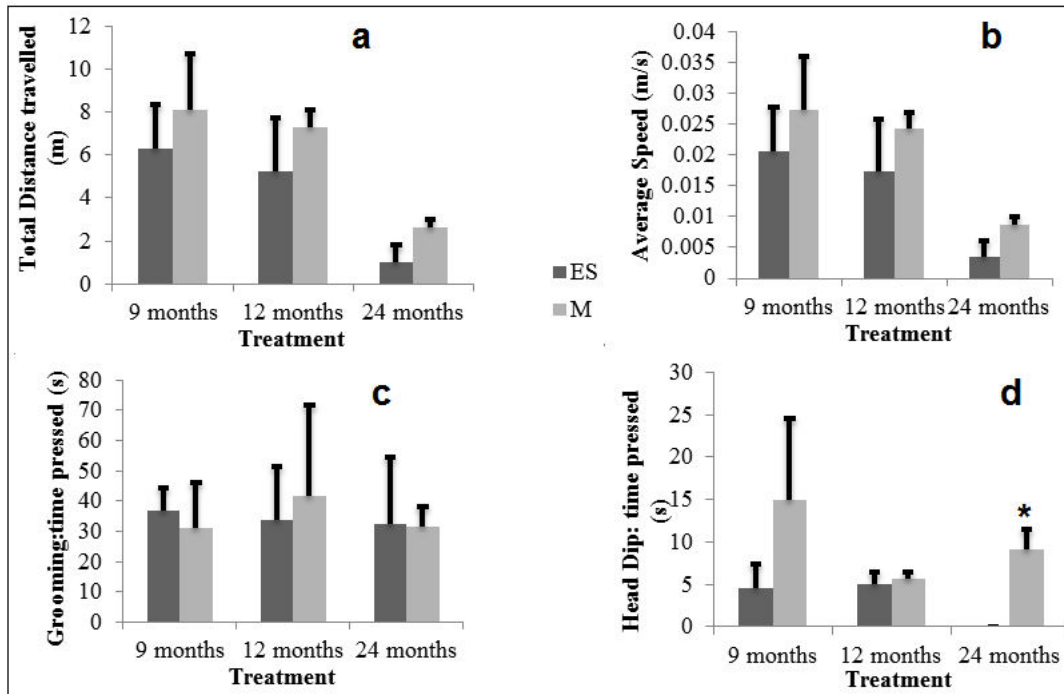 a
Total Distance travelled
(m)
12
10
8
6
4
2
0
9 months 12 months 24 months
Treatment
b
Average Speed (m/s)
0.04
0.035
0.03
0.025
0.02
0.015
0.01
0.005
0
9 months 12 months 24 months
Treatment
ES
M
c
Grooming:time pressed (s)
80
70
60
50
40
30
20
10
0
9 months 12 months 24 months
Treatment
d
Head Dip: time pressed
(s)
30
25
20
15
10
5
0
*
9 months 12 months 24 months
Treatment